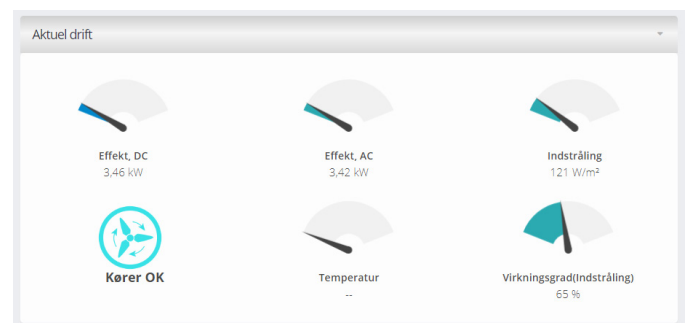 Aktuel drift
Effekt, DC
3,46 kW
Effekt, AC
3,42 kW
Indstråling
121 W/m²
Kører OK
Temperatur
--
Virkningsgrad(Indstråling)
65 %